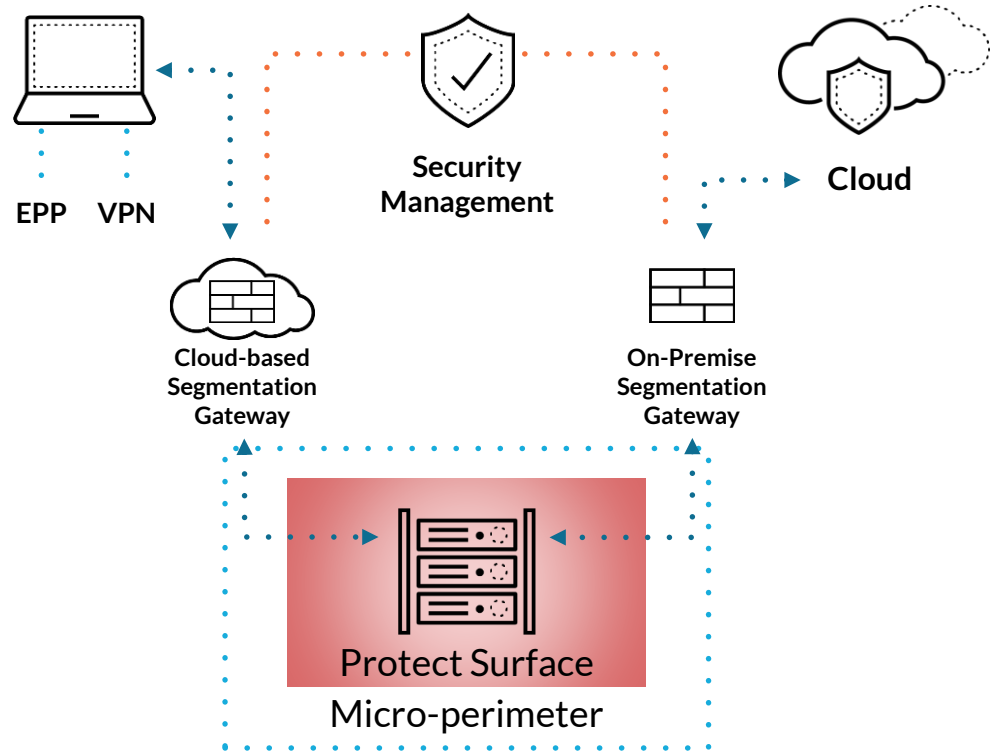 Security
Management
Cloud
EPP
VPN
Cloud-based
Segmentation
Gateway
On-Premise
Segmentation
Gateway
Protect Surface
Micro-perimeter